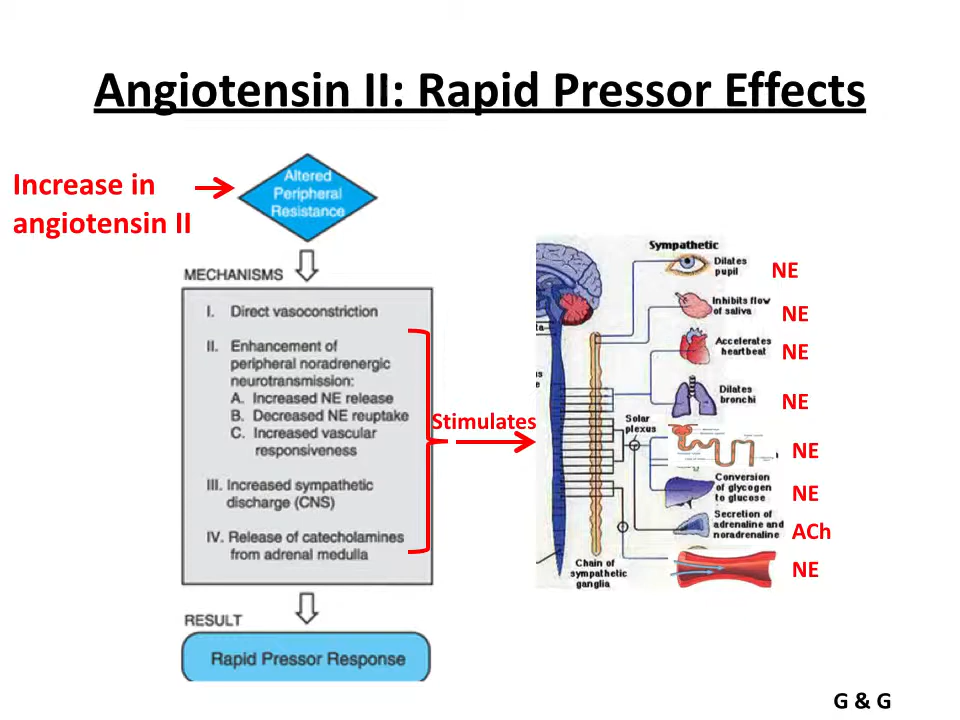 Angiotensin II: Rapid Pressor Effects
Increase in
angiotensin II
Altered
Peripheral
Resistance
MECHANISMS
I. Direct vasoconstriction
II. Enhancement of
peripheral noradrenergic
neurotransmission:
A. Increased NE release
B. Decreased NE reuptake
C. Increased vascular
responsiveness
III. Increased sympathetic
discharge (CNS)
IV. Release of catecholamines
from adrenal medulla
RESULT
Rapid Pressor Response
Stimulates
Sympathetic
Dilates
pupil
NE
Inhibits flow
of saliva
NE
Accelerates
heartbeat
NE
Dilates
bronchi
NE
Solar
plexus
NE
Conversion
of glycogen
to glucose
NE
Secretion of
adrenaline and
noradrenaline
ACh
NE
Chain of
sympathetic
ganglia
G & G